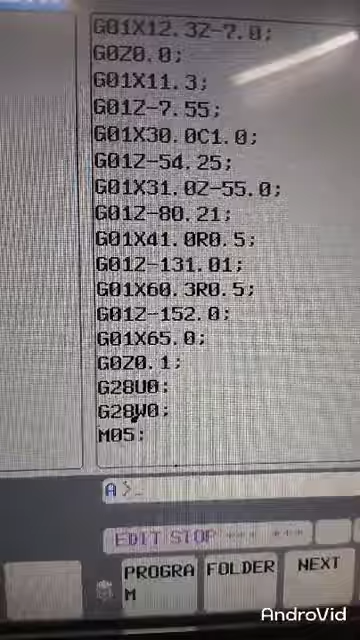 G01X12.3Z-7.0;
G0Z0.0;
G01X11.3;
G01Z-7.55;
G01X30.0C1.0;
G01Z-54.25;
G01X31.0Z-55.0;
G01Z-80.21;
G01X41.0R0.5;
G01Z-131.01;
G01X60.3R0.5;
G01Z-152.0;
G01X65.0;
G0Z0.1;
G28U0;
G28W0;
M05;
A >_
EDIT STOP *** ***
PROGRA
M
FOLDER
NEXT
AndroVid